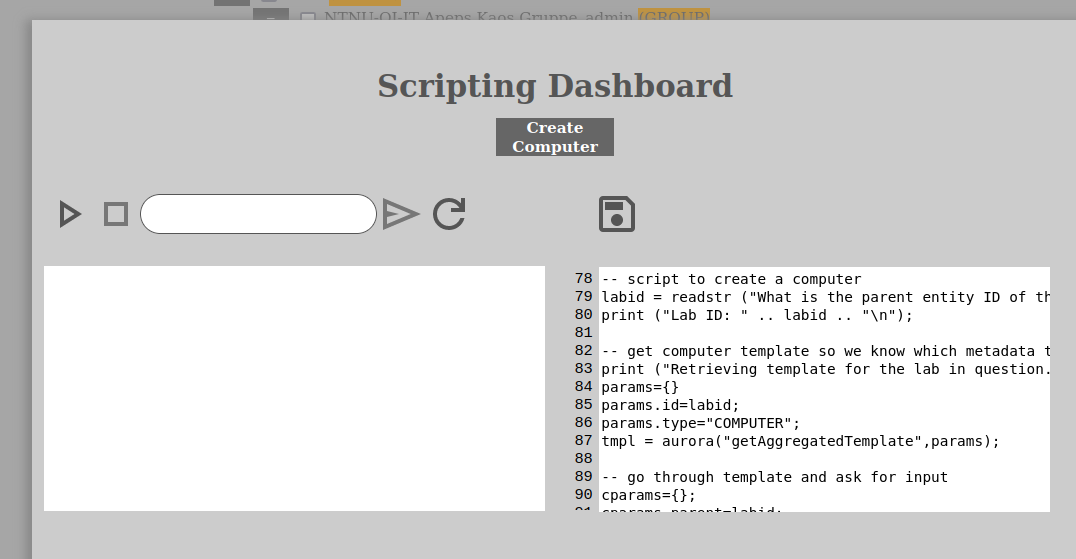 NTNU-OI-IT Aneps Kaos Gruppe, admin (GROUP)
Scripting Dashboard
Create
Computer
78 -- script to create a computer
79 labid = readstr ("What is the parent entity ID of th
80 print ("Lab ID: " .. labid .. "\n");
81
82 -- get computer template so we know which metadata t
83 print ("Retrieving template for the lab in question.
84 params={}
85 params.id=labid;
86 params.type="COMPUTER";
87 tmpl = aurora("getAggregatedTemplate",params);
88
89 -- go through template and ask for input
90 cparams={};
91 cparams.parent=labid;